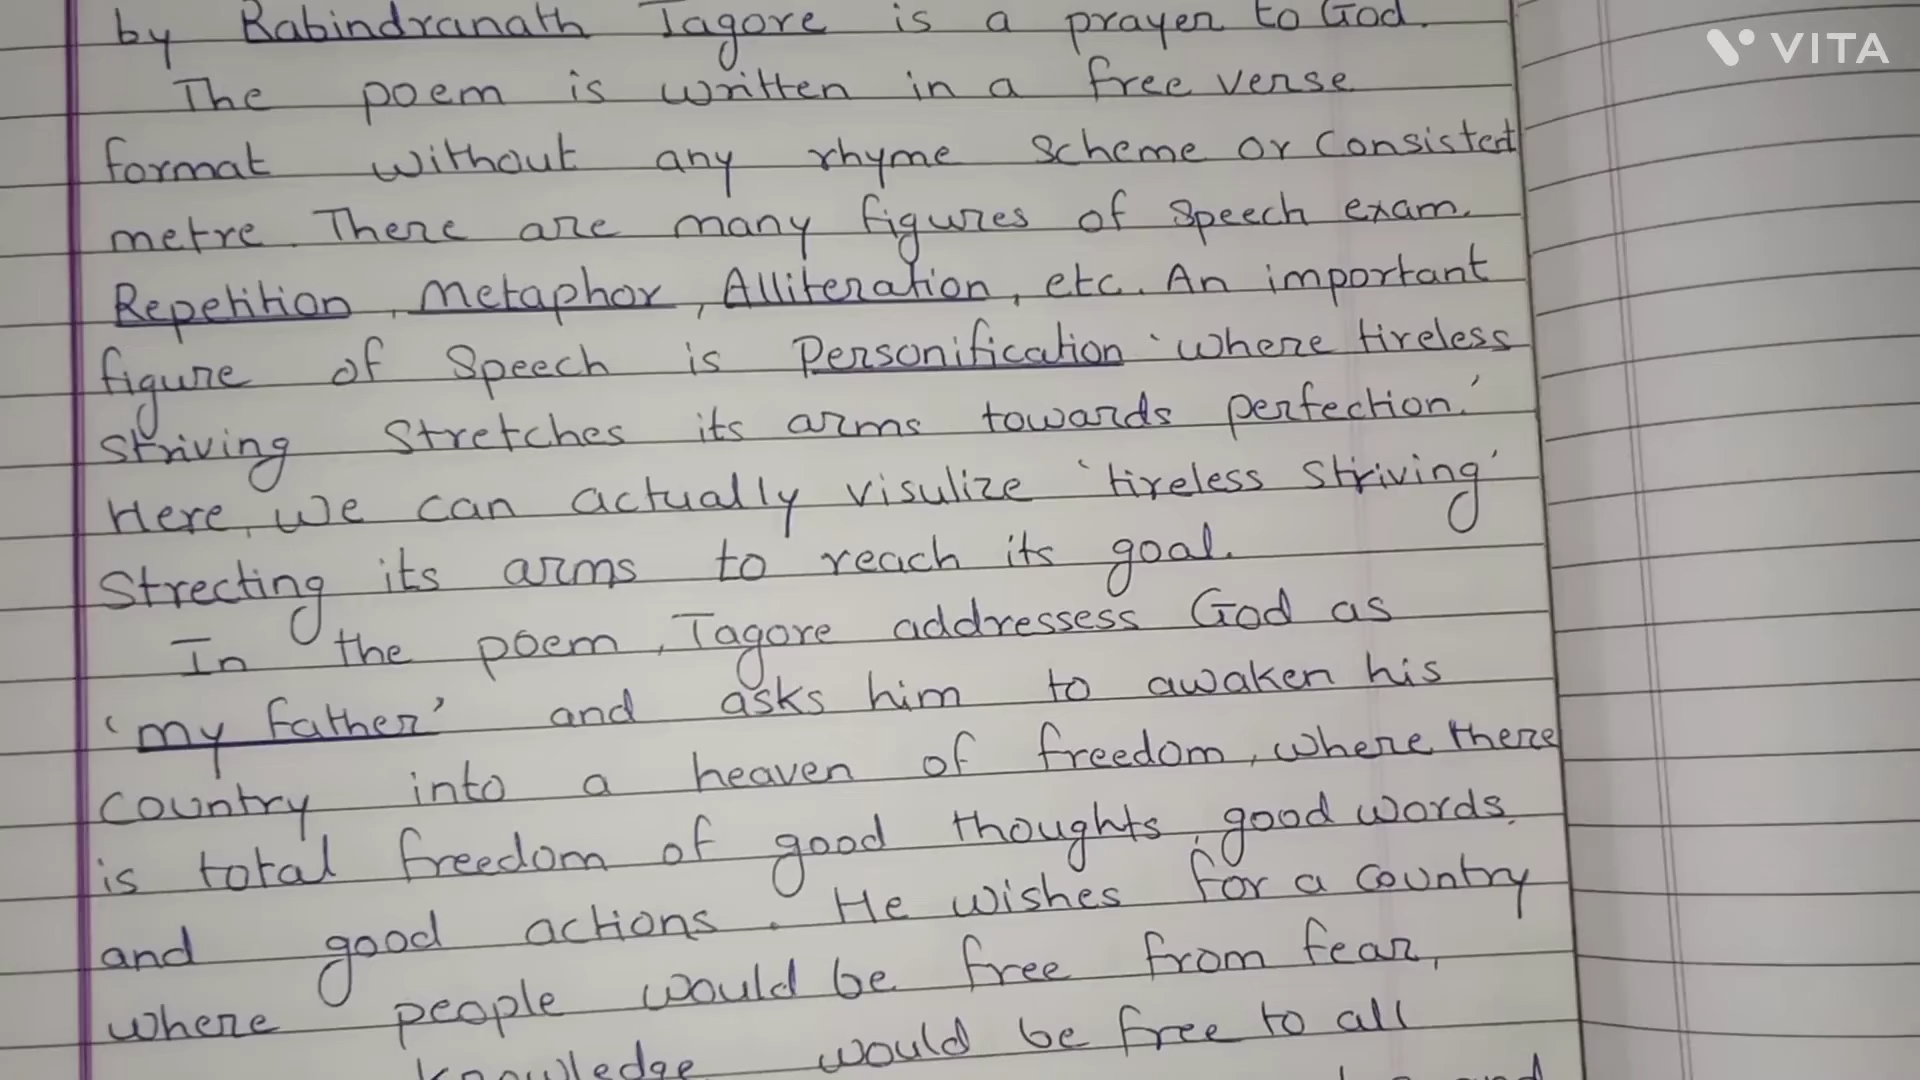 by Rabindranath Tagore is a prayer to God.
VITA
The poem is written in a free verse
format without any rhyme scheme or consistent
metre. There are many figures of speech exam.
Repetition, Metaphor, Alliteration, etc. An important
figure of speech is Personification 'where tireless
striving stretches its arms towards perfection.'
Here, we can actually visulize 'tireless striving'
Strecting its arms to reach its goal.
In the poem, Tagore addressess God as
'my father' and asks him to awaken his
country into a heaven of freedom, where there
is total freedom of good thoughts, good words
and good actions. He wishes for a country
where people would be free from fear,
knowledge would be free to all
and